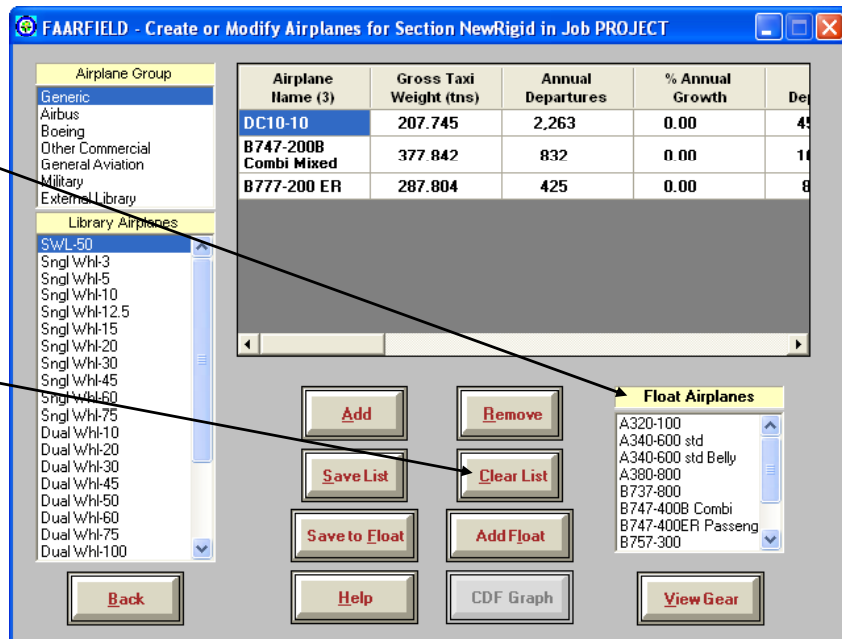 FAARFIELD - Create or Modify Airplanes for Section NewRigid in Job PROJECT
Airplane Group
Generic
Airbus
Boeing
Other Commercial
General Aviation
Military
External Library
Library Airplanes
SWL-50
Sngl Whl-3
Sngl Whl-5
Sngl Whl-10
Sngl Whl-12.5
Sngl Whl-15
Sngl Whl-20
Sngl Whl-30
Sngl Whl-45
Sngl Whl-60
Sngl Whl-75
Dual Whl-10
Dual Whl-20
Dual Whl-30
Dual Whl-45
Dual Whl-50
Dual Whl-60
Dual Whl-75
Dual Whl-100
Airplane Name (3) Gross Taxi Weight (tns) Annual Departures % Annual Growth
DC10-10 207.745 2,263 0.00
B747-200B Combi Mixed 377.842 832 0.00
B777-200 ER 287.804 425 0.00
Add
Remove
Save List
Clear List
Save to Float
Add Float
Back
Help
CDF Graph
View Gear
Float Airplanes
A320-100
A340-600 std
A340-600 std Belly
A380-800
B737-800
B747-400B Combi
B747-400ER Passeng
B757-300